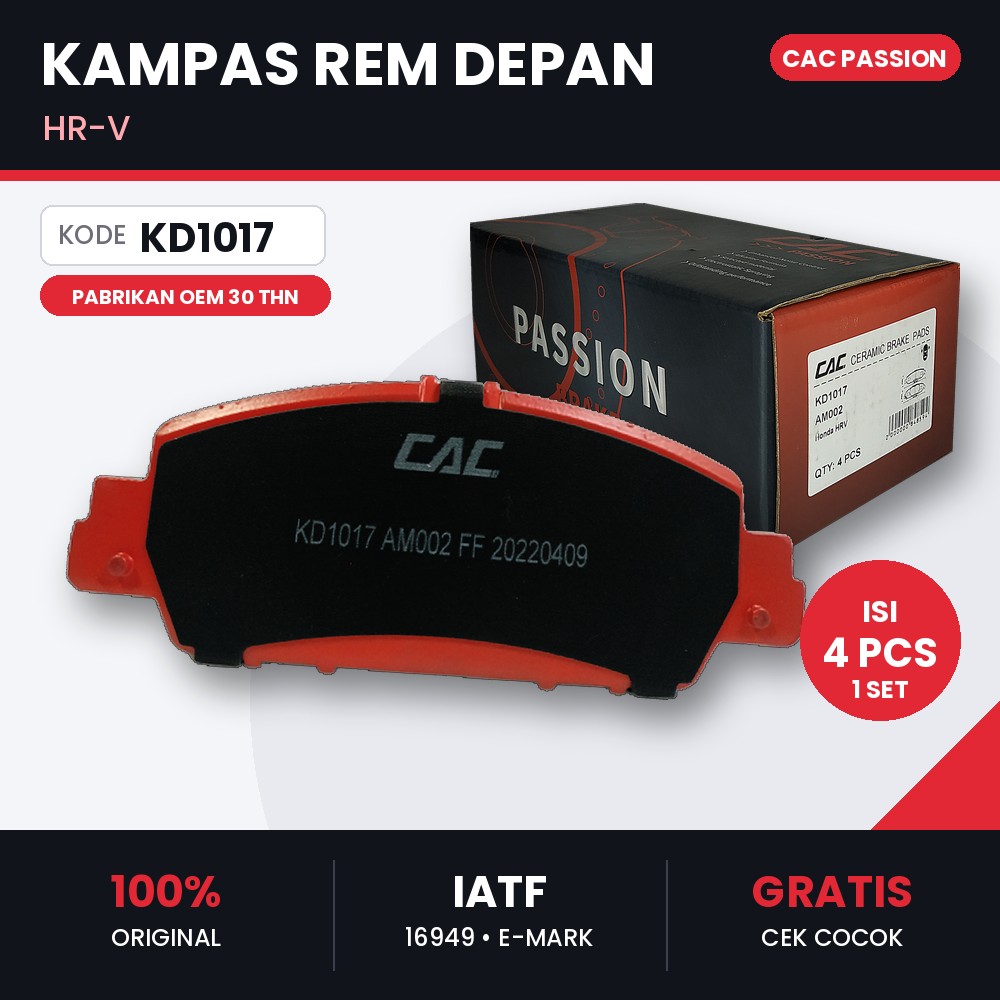 KAMPAS REM DEPAN
CAC PASSION
HR-V
KODE KD1017
PABRIKAN OEM 30 THN
CAC
PASSION
PASSION
CAC CERAMIC BRAKE PADS
KD1017
AM002
Honda HRV
QTY: 4 PCS
CAC
KD1017 AM002 FF 20220409
ISI
4 PCS
1 SET
100%
ORIGINAL
IATF
16949 • E-MARK
GRATIS
CEK COCOK